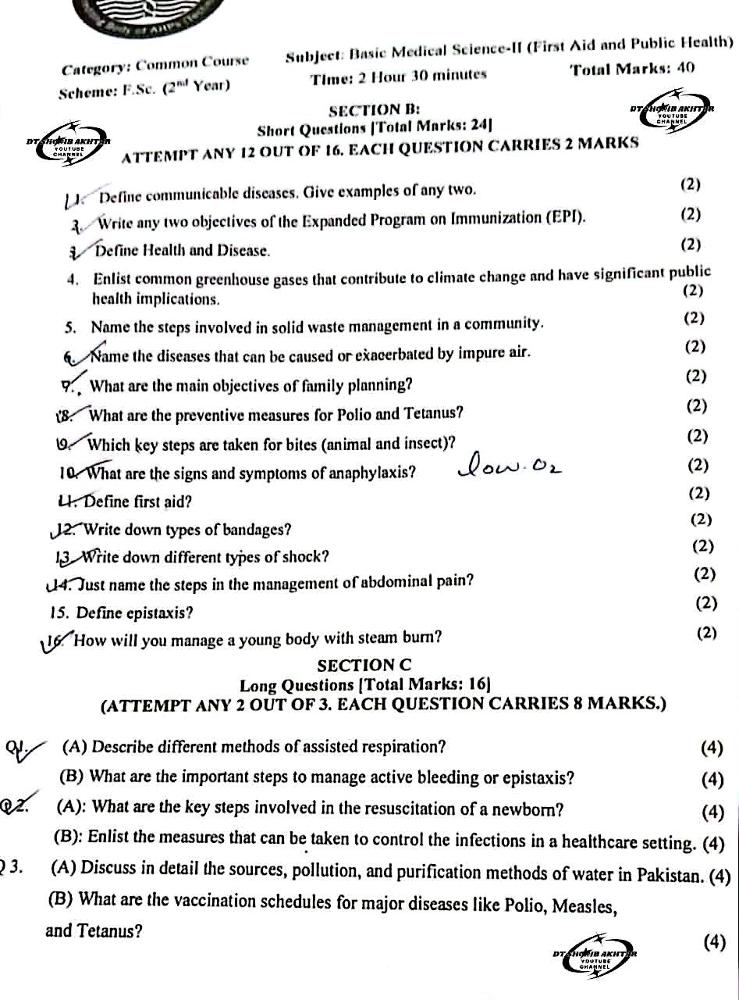 Body of AHPs
Category: Common Course
Subject: Basic Medical Science-II (First Aid and Public Health)
Scheme: F.Sc. (2nd Year)
Time: 2 Hour 30 minutes
Total Marks: 40
SECTION B:
Short Questions [Total Marks: 24]
ATTEMPT ANY 12 OUT OF 16. EACH QUESTION CARRIES 2 MARKS
DT SHOAIB AKHTAR
YOUTUBE
CHANNEL
DT SHOAIB AKHTAR
YOUTUBE
CHANNEL
1. Define communicable diseases. Give examples of any two. (2)
2. Write any two objectives of the Expanded Program on Immunization (EPI). (2)
3. Define Health and Disease. (2)
4. Enlist common greenhouse gases that contribute to climate change and have significant public
health implications. (2)
5. Name the steps involved in solid waste management in a community. (2)
6. Name the diseases that can be caused or exacerbated by impure air. (2)
7. What are the main objectives of family planning? (2)
8. What are the preventive measures for Polio and Tetanus? (2)
9. Which key steps are taken for bites (animal and insect)? (2)
10. What are the signs and symptoms of anaphylaxis? low O2 (2)
11. Define first aid? (2)
12. Write down types of bandages? (2)
13. Write down different types of shock? (2)
14. Just name the steps in the management of abdominal pain? (2)
15. Define epistaxis? (2)
16. How will you manage a young body with steam burn? (2)
SECTION C
Long Questions [Total Marks: 16]
(ATTEMPT ANY 2 OUT OF 3. EACH QUESTION CARRIES 8 MARKS.)
Q1. (A) Describe different methods of assisted respiration? (4)
(B) What are the important steps to manage active bleeding or epistaxis? (4)
Q2. (A): What are the key steps involved in the resuscitation of a newborn? (4)
(B): Enlist the measures that can be taken to control the infections in a healthcare setting. (4)
Q 3. (A) Discuss in detail the sources, pollution, and purification methods of water in Pakistan. (4)
(B) What are the vaccination schedules for major diseases like Polio, Measles,
and Tetanus? (4)
DT SHOAIB AKHTAR
YOUTUBE
CHANNEL